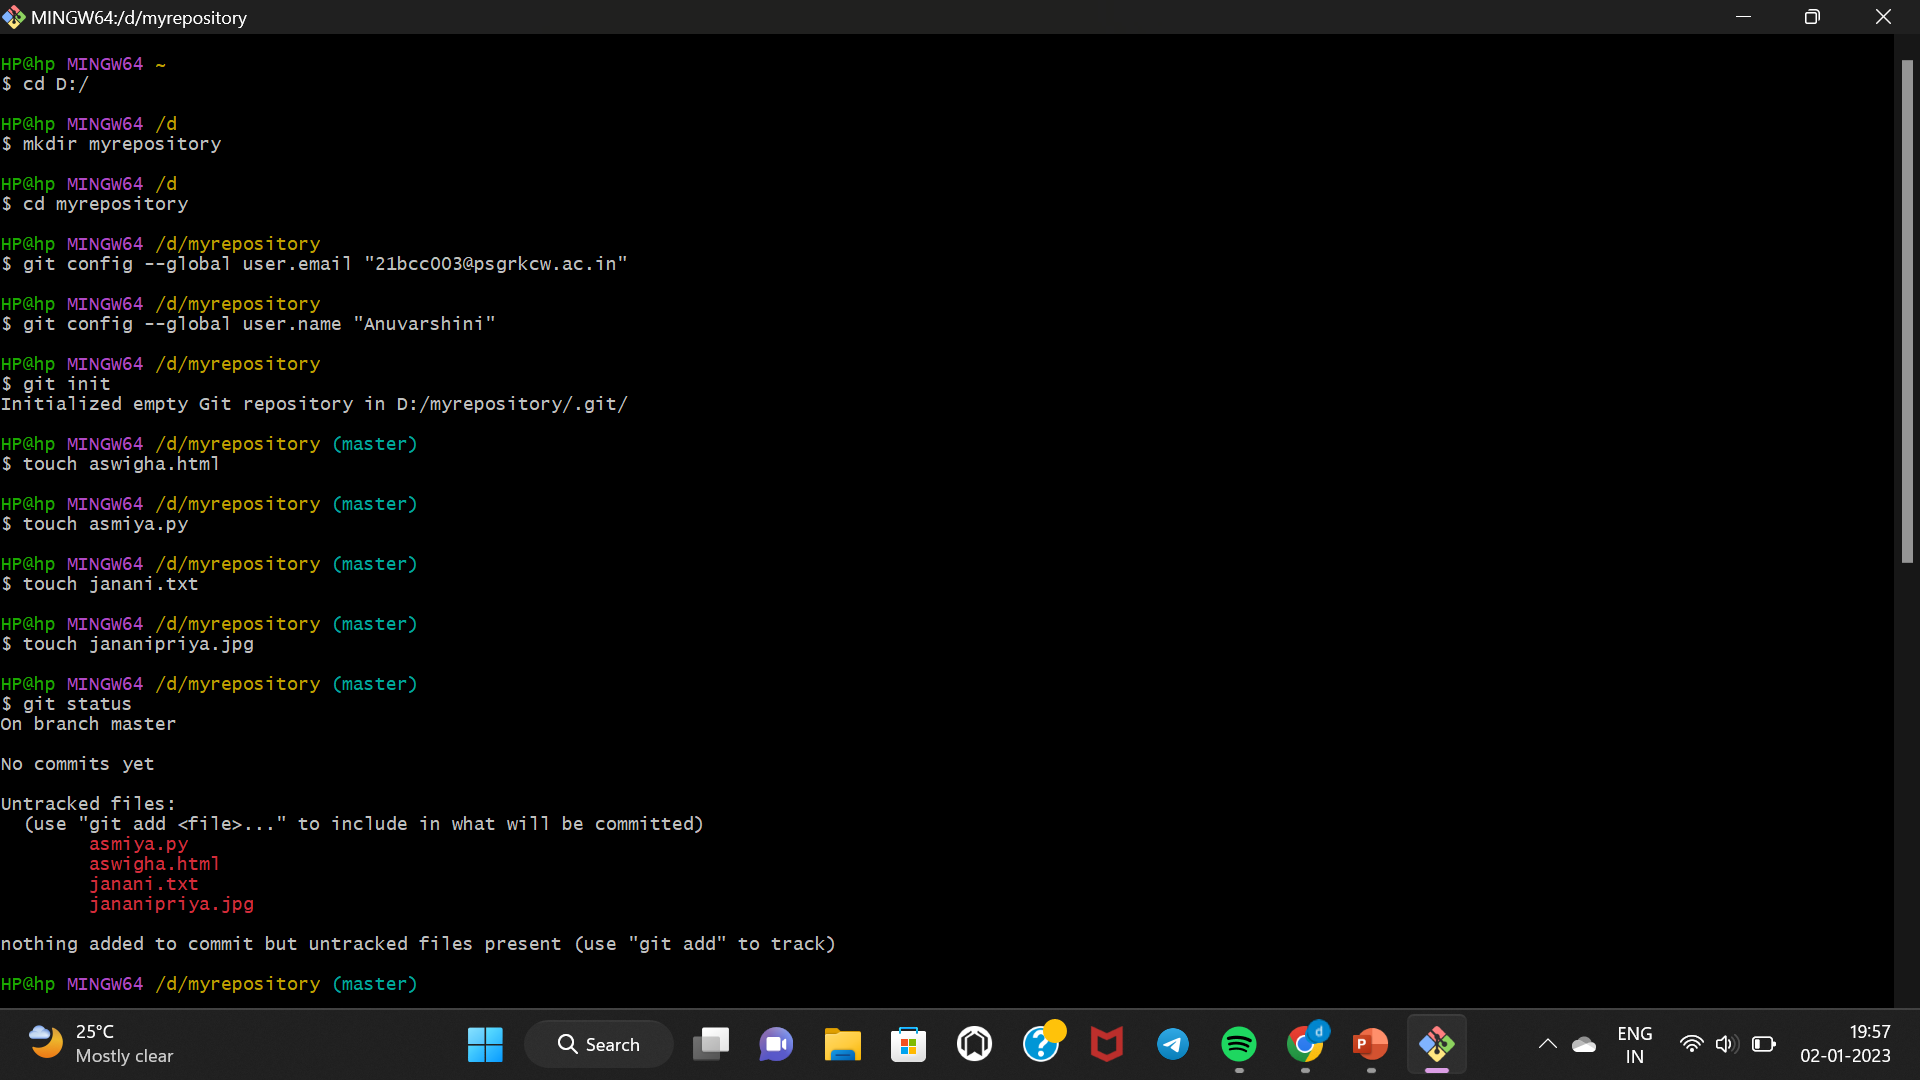 MINGW64:/d/myrepository
HP@hp MINGW64 ~
$ cd D:/
HP@hp MINGW64 /d
$ mkdir myrepository
HP@hp MINGW64 /d
$ cd myrepository
HP@hp MINGW64 /d/myrepository
$ git config --global user.email "21bcc003@psgrkcw.ac.in"
HP@hp MINGW64 /d/myrepository
$ git config --global user.name "Anuvarshini"
HP@hp MINGW64 /d/myrepository
$ git init
Initialized empty Git repository in D:/myrepository/.git/
HP@hp MINGW64 /d/myrepository (master)
$ touch aswigha.html
HP@hp MINGW64 /d/myrepository (master)
$ touch asmiya.py
HP@hp MINGW64 /d/myrepository (master)
$ touch janani.txt
HP@hp MINGW64 /d/myrepository (master)
$ touch jananipriya.jpg
HP@hp MINGW64 /d/myrepository (master)
$ git status
On branch master
No commits yet
Untracked files:
(use "git add <file>..." to include in what will be committed)
asmiya.py
aswigha.html
janani.txt
jananipriya.jpg
nothing added to commit but untracked files present (use "git add" to track)
HP@hp MINGW64 /d/myrepository (master)
25°C
Mostly clear
Search
d
P
ENG
IN
19:57
02-01-2023